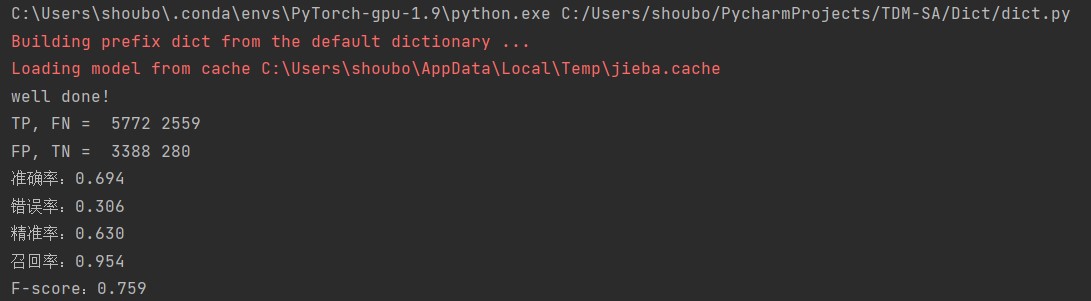 C:\Users\shoubo\.conda\envs\PyTorch-gpu-1.9\python.exe C:/Users/shoubo/PycharmProjects/TDM-SA/Dict/dict.py
Building prefix dict from the default dictionary ...
Loading model from cache C:\Users\shoubo\AppData\Local\Temp\jieba.cache
well done!
TP, FN =  5772 2559
FP, TN =  3388 280
准确率：0.694
错误率：0.306
精准率：0.630
召回率：0.954
F-score：0.759